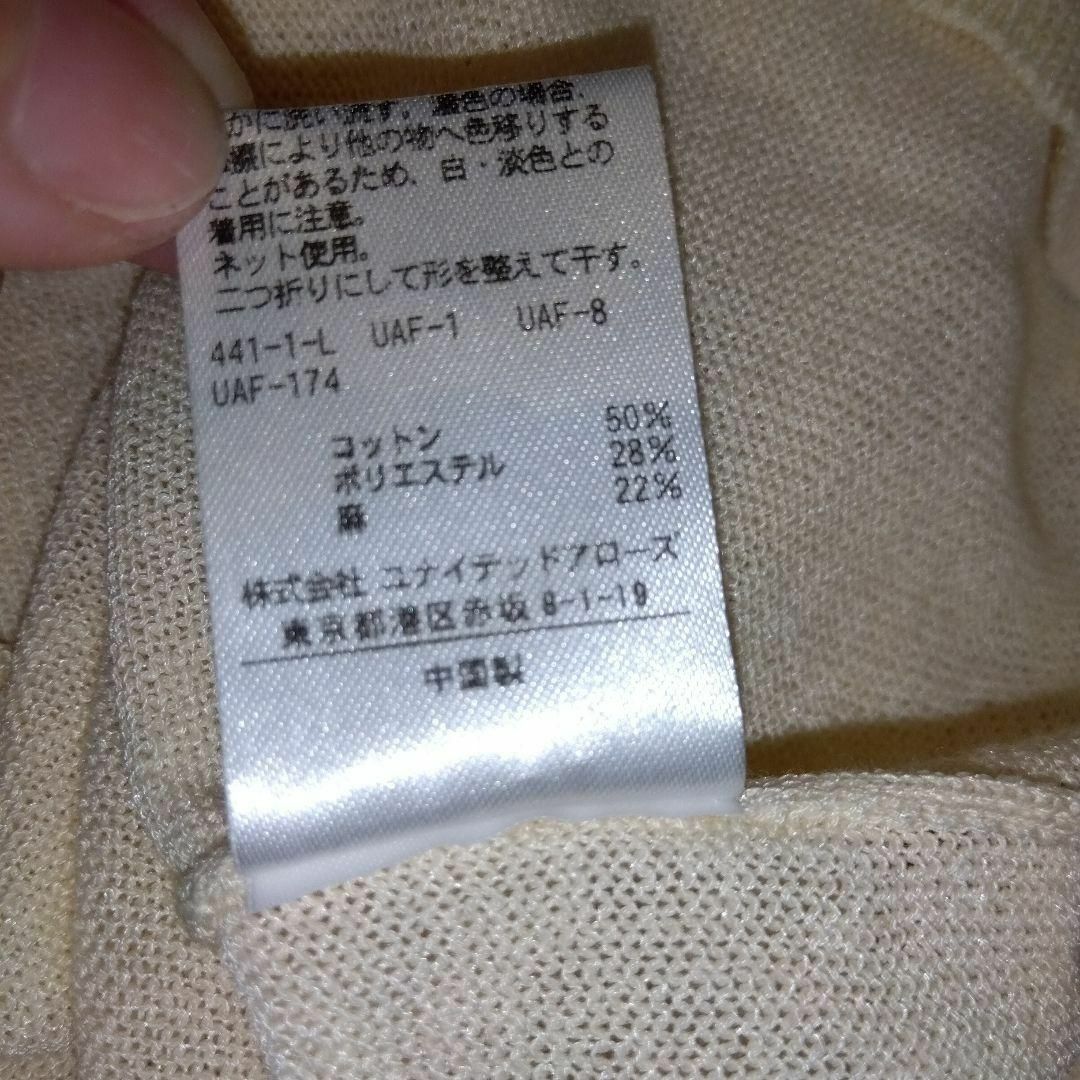 かに洗い流す。濃色の場合、
により他の物へ色移りする
ことがあるため、白・淡色との
着用に注意。
ネット使用。
二つ折りにして形を整えて干す。
441-1-L UAF-1 UAF-8
UAF-174
コットン 50%
ポリエステル 28%
麻 22%
株式会社 ユナイテッドアローズ
東京都港区赤坂 8-1-19
中国製